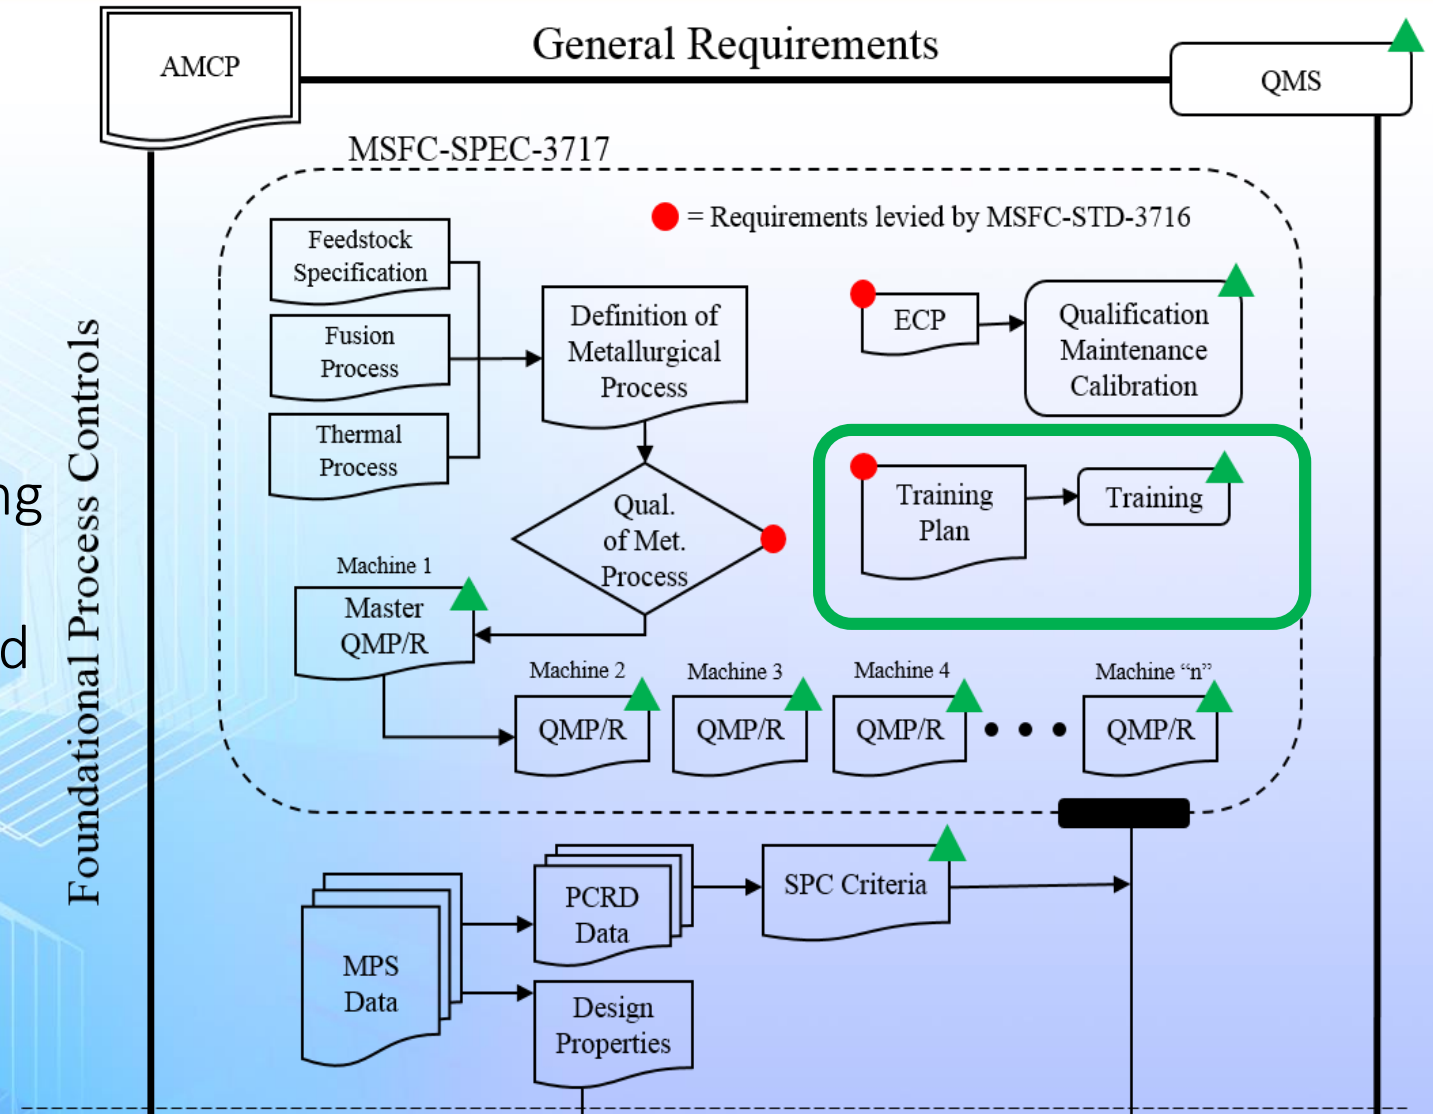 General Requirements
AMCP
QMS
MSFC-SPEC-3717
= Requirements levied by MSFC-STD-3716
Feedstock
Specification
Fusion
Process
Thermal
Process
Definition of
Metallurgical
Process
ECP
Qualification
Maintenance
Calibration
Training
Plan
Training
Qual.
of Met.
Process
Machine 1
Master
QMP/R
Machine 2
QMP/R
Machine 3
QMP/R
Machine 4
QMP/R
Machine “n”
QMP/R
Foundational Process Controls
ng
d
MPS
Data
PCRD
Data
SPC Criteria
Design
Properties